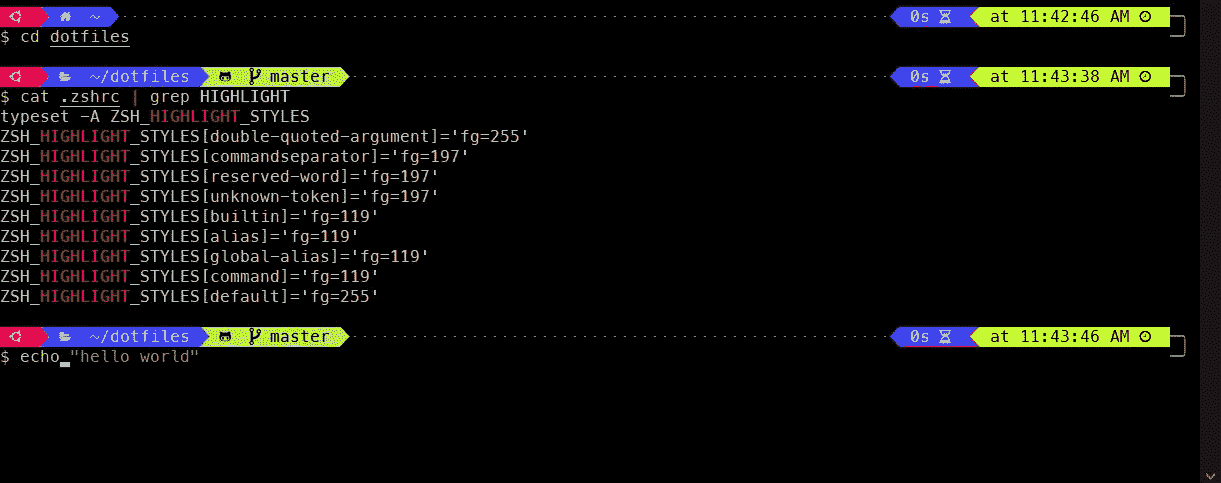 ~ 0s at 11:42:46 AM
$ cd dotfiles
~/dotfiles master 0s at 11:43:38 AM
$ cat .zshrc | grep HIGHLIGHT
typeset -A ZSH_HIGHLIGHT_STYLES
ZSH_HIGHLIGHT_STYLES[double-quoted-argument]='fg=255'
ZSH_HIGHLIGHT_STYLES[commandseparator]='fg=197'
ZSH_HIGHLIGHT_STYLES[reserved-word]='fg=197'
ZSH_HIGHLIGHT_STYLES[unknown-token]='fg=197'
ZSH_HIGHLIGHT_STYLES[builtin]='fg=119'
ZSH_HIGHLIGHT_STYLES[alias]='fg=119'
ZSH_HIGHLIGHT_STYLES[global-alias]='fg=119'
ZSH_HIGHLIGHT_STYLES[command]='fg=119'
ZSH_HIGHLIGHT_STYLES[default]='fg=255'
~/dotfiles master 0s at 11:43:46 AM
$ echo "hello world"